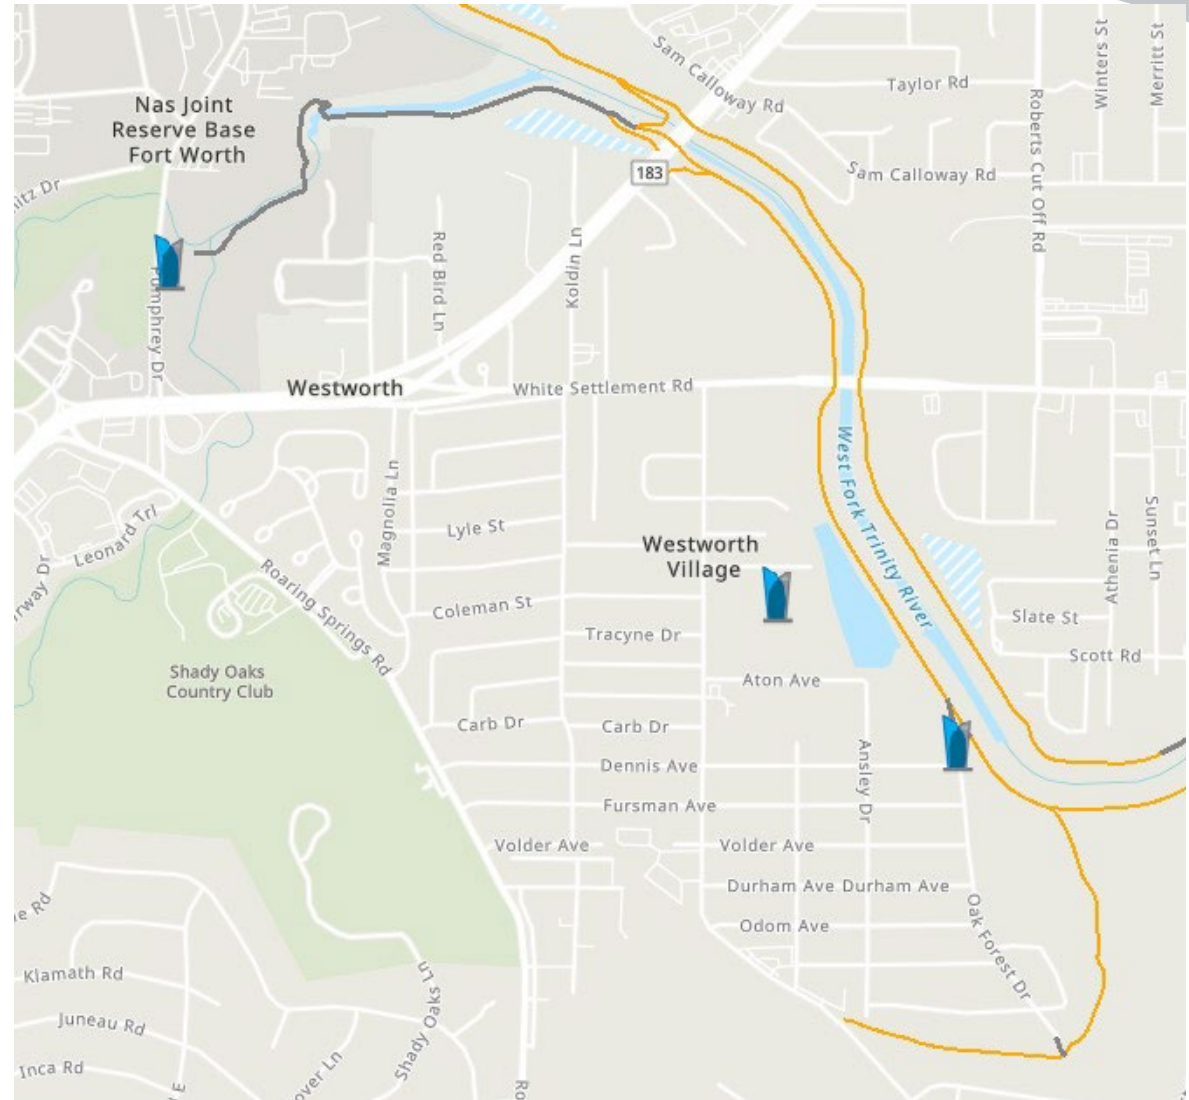 Sam Calloway Rd
Taylor Rd
Winters St
Merritt St
Nas Joint
Reserve Base
Fort Worth
Roberts Cut Off Rd
183
Sam Calloway Rd
Red Bird Ln
Kolpin Ln
Pumphrey Dr
Westworth
White Settlement Rd
West Fork Trinity River
Magnolia Ln
Leonard Trl
Lyle St
Athenia Dr
Sunset Ln
Westworth
Village
Roaring Springs Rd
Coleman St
Slate St
Tracyne Dr
Scott Rd
Shady Oaks
Country Club
Aton Ave
Carb Dr
Carb Dr
Ansley Dr
Dennis Ave
Fursman Ave
Volder Ave
Volder Ave
Durham Ave
Durham Ave
Oak Forest Dr
Odom Ave
Klamath Rd
Shady Oaks Ln
Juneau Rd
Inca Rd